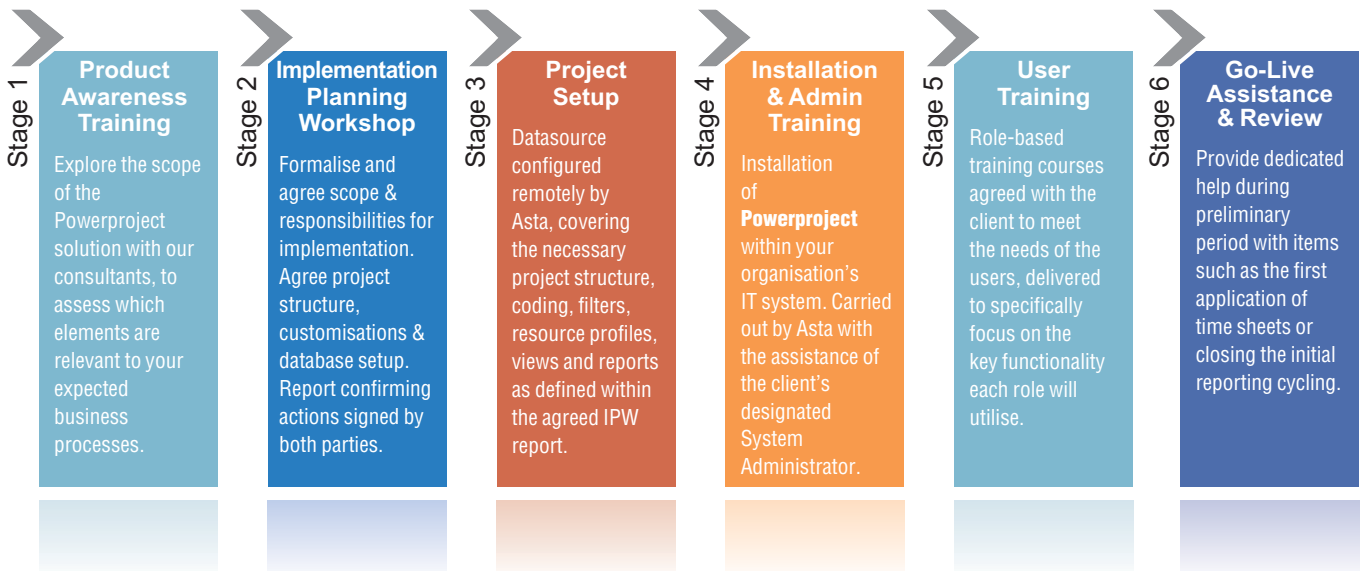 Stage 1
Product
Awareness
Training
Explore the scope
of the
Powerproject
solution with our
consultants, to
assess which
elements are
relevant to your
expected
business
processes.
Stage 2
Implementation
Planning
Workshop
Formalise and
agree scope &
responsibilities for
implementation.
Agree project
structure,
customisations &
database setup.
Report confirming
actions signed by
both parties.
Stage 3
Project
Setup
Datasource
configured
remotely by
Asta, covering
the necessary
project structure,
coding, filters,
resource profiles,
views and reports
as defined within
the agreed IPW
report.
Stage 4
Installation
& Admin
Training
Installation
of
Powerproject
within your
organisation’s
IT system. Carried
out by Asta with
the assistance of
the client’s
designated
System
Administrator.
Stage 5
User
Training
Role-based
training courses
agreed with the
client to meet
the needs of the
users, delivered
to specifically
focus on the
key functionality
each role will
utilise.
Stage 6
Go-Live
Assistance
& Review
Provide dedicated
help during
preliminary
period with items
such as the first
application of
time sheets or
closing the initial
reporting cycling.